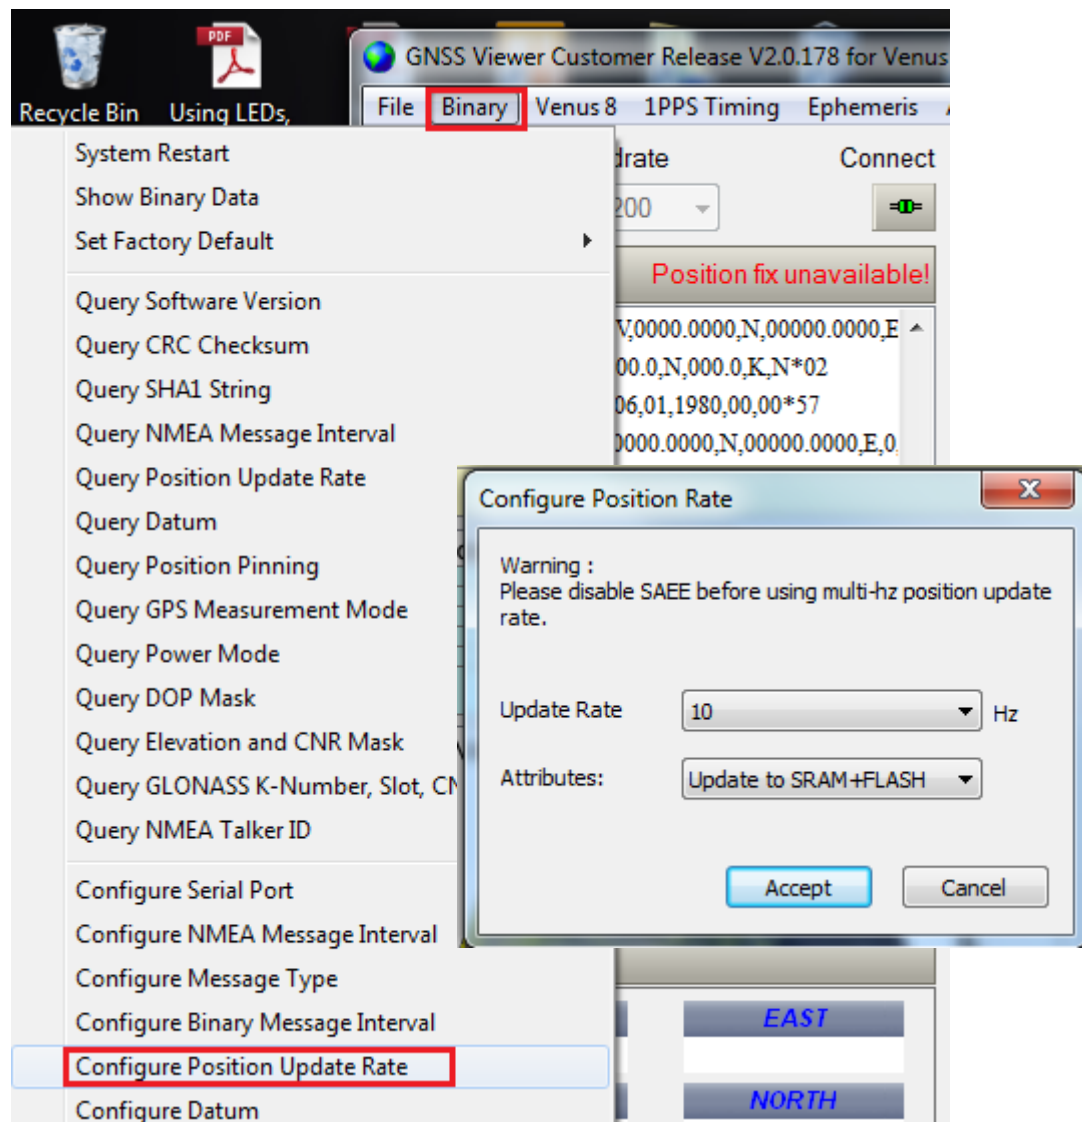 PDF
Recycle Bin
Using LEDs,
GNSS Viewer Customer Release V2.0.178 for Venus
File Binary Venus 8 1PPS Timing Ephemeris
System Restart
Show Binary Data
Set Factory Default
Query Software Version
Query CRC Checksum
Query SHA1 String
Query NMEA Message Interval
Query Position Update Rate
Query Datum
Query Position Pinning
Query GPS Measurement Mode
Query Power Mode
Query DOP Mask
Query Elevation and CNR Mask
Query GLONASS K-Number, Slot, CN
Query NMEA Talker ID
Configure Serial Port
Configure NMEA Message Interval
Configure Message Type
Configure Binary Message Interval
Configure Position Update Rate
Configure Datum
drate Connect
200
Position fix unavailable!
V,0000.0000,N,00000.0000,E
00.0,N,000.0,K,N*02
06,01,1980,00,00*57
0000.0000,N,00000.0000,E,0,
Configure Position Rate
Warning :
Please disable SAEE before using multi-hz position update
rate.
Update Rate 10 Hz
Attributes: Update to SRAM+FLASH
Accept Cancel
EAST
NORTH